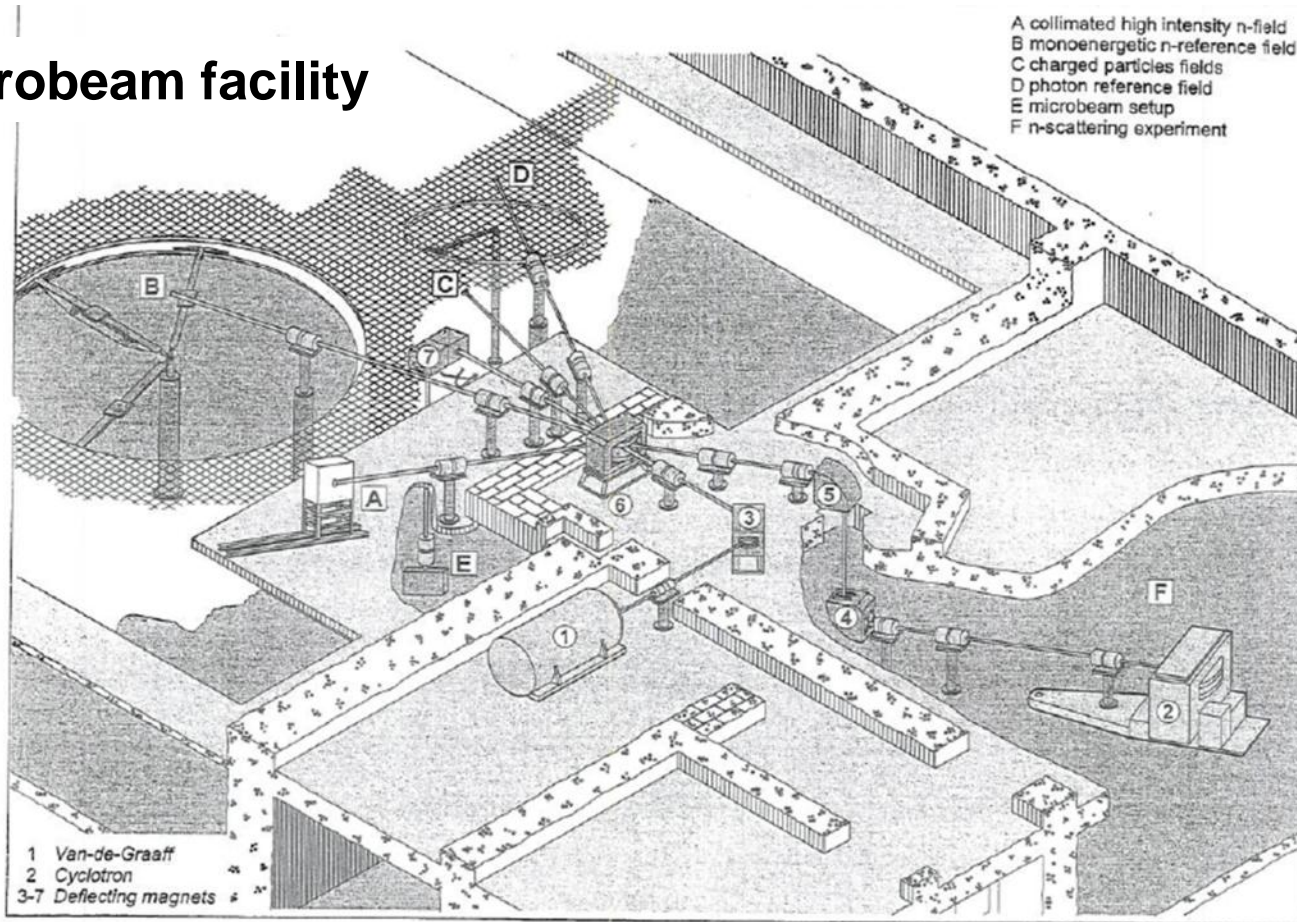 robeam facility
A collimated high intensity n-field
B monoenergetic n-reference field
C charged particles fields
D photon reference field
E microbeam setup
F n-scattering experiment
D
B
C
7
A
6
5
3
E
F
4
1
2
1 Van-de-Graaff
2 Cyclotron
3-7 Deflecting magnets